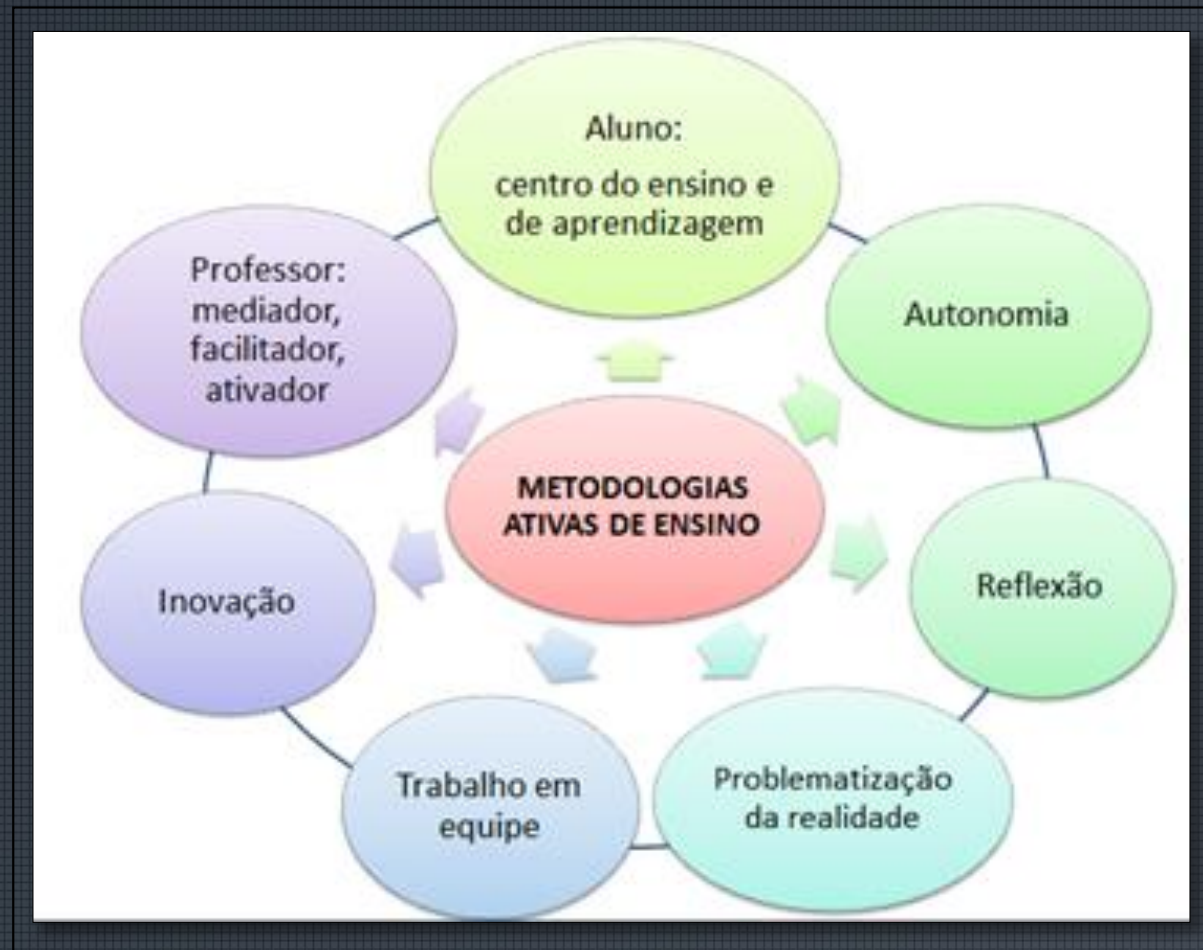 Aluno:
centro do ensino e
de aprendizagem
Autonomia
Reflexão
Problematização
da realidade
Trabalho em
equipe
Inovação
Professor:
mediador,
facilitador,
ativador
METODOLOGIAS
ATIVAS DE ENSINO